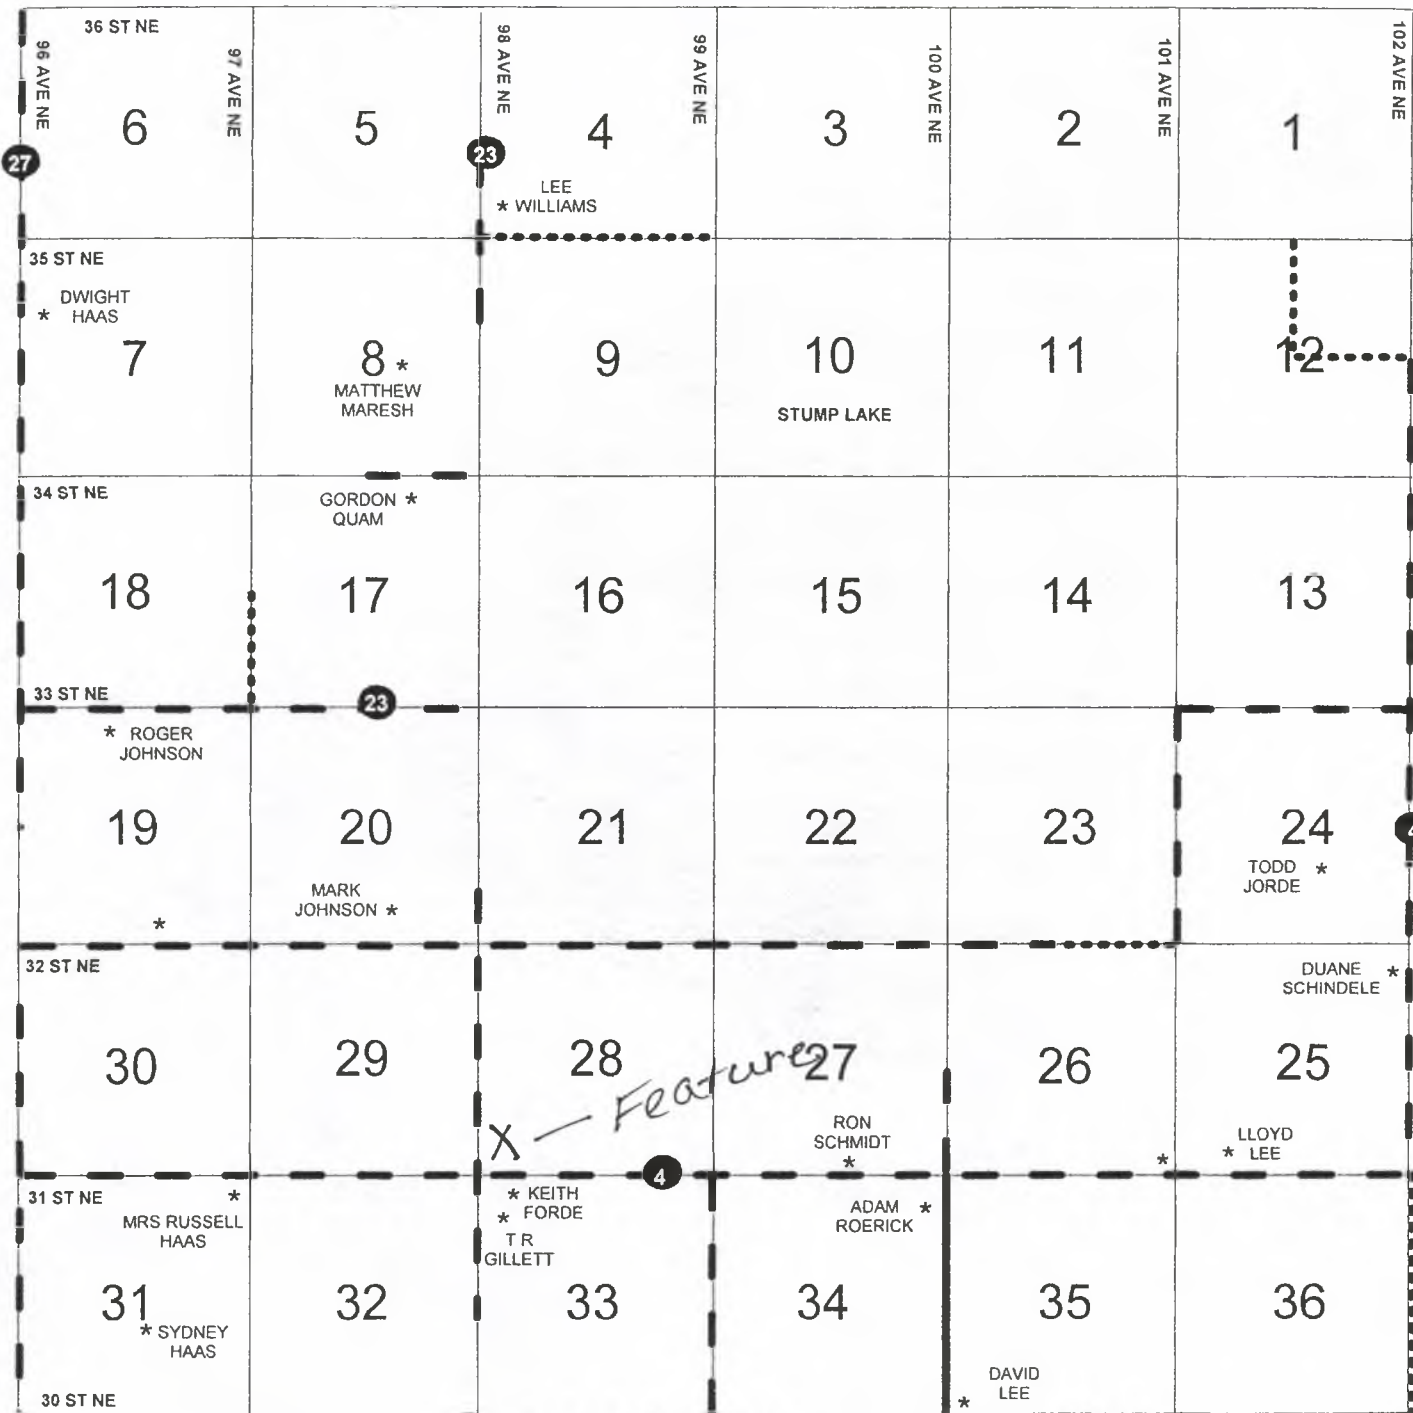 36 ST NE
96 AVE NE
97 AVE NE
98 AVE NE
99 AVE NE
100 AVE NE
101 AVE NE
102 AVE NE
6
5
4
3
2
1
27
23
LEE
* WILLIAMS
35 ST NE
DWIGHT
* HAAS
7
8 *
MATTHEW
MARESH
9
10
STUMP LAKE
11
12
34 ST NE
GORDON *
QUAM
18
17
16
15
14
13
33 ST NE
23
* ROGER
JOHNSON
19
20
21
22
23
24
4
TODD *
JORDE
MARK
JOHNSON *
*
32 ST NE
DUANE *
SCHINDELE
30
29
28
27
26
25
X — Feature
RON
SCHMIDT
*
LLOYD
* LEE
*
4
31 ST NE
*
MRS RUSSELL
HAAS
* KEITH
FORDE
*
T R
GILLETT
ADAM *
ROERICK
31
32
33
34
35
36
* SYDNEY
HAAS
DAVID
LEE
*
30 ST NE